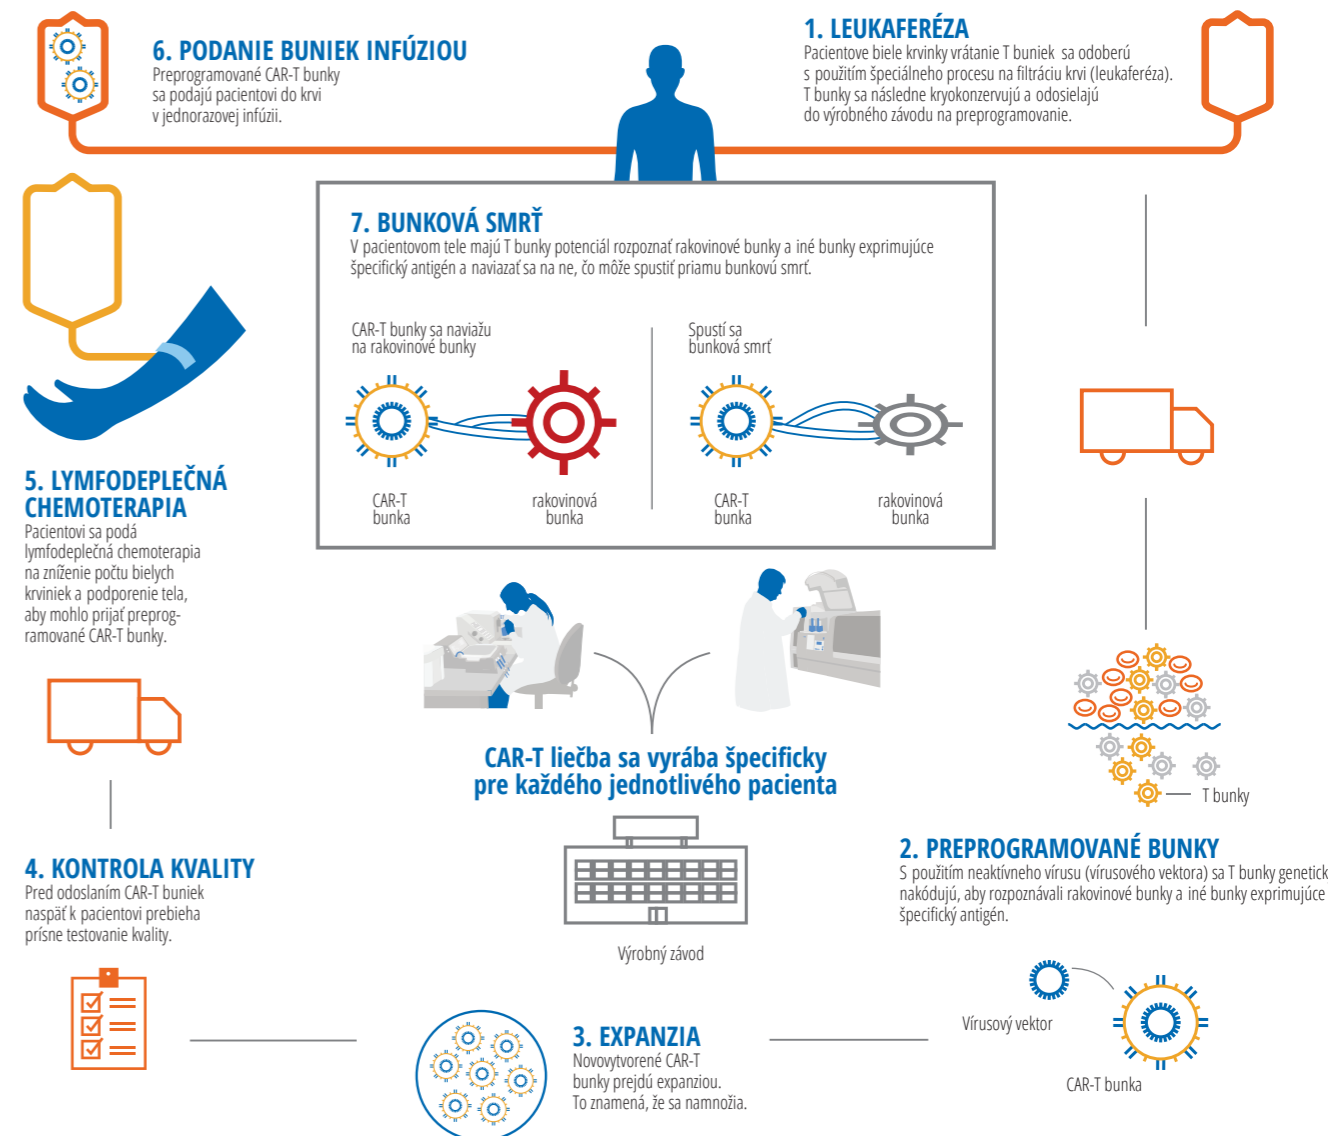 1. LEUKAFERÉZA
Pacientove biele krvinky vrátanie T buniek sa odoberú
s použitím špeciálneho procesu na filtráciu krvi (leukaferéza).
T bunky sa následne kryokonzervujú a odosielajú
do výrobného závodu na preprogramovanie.
T bunky
2. PREPROGRAMOVANÉ BUNKY
S použitím neaktívneho vírusu (vírusového vektora) sa T bunky genetick
nakódujú, aby rozpoznávali rakovinové bunky a iné bunky exprimujúce
špecifický antigén.
Vírusový vektor
CAR-T bunka
3. EXPANZIA
Novovytvorené CAR-T
bunky prejdú expanziou.
To znamená, že sa namnožia.
4. KONTROLA KVALITY
Pred odoslaním CAR-T buniek
naspäť k pacientovi prebieha
prísne testovanie kvality.
5. LYMFODEPLEČNÁ
CHEMOTERAPIA
Pacientovi sa podá
lymfodeplečná chemoterapia
na zníženie počtu bielych
krviniek a podporenie tela,
aby mohlo prijať preprog-
ramované CAR-T bunky.
6. PODANIE BUNIEK INFÚZIOU
Preprogramované CAR-T bunky
sa podajú pacientovi do krvi
v jednorazovej infúzii.
7. BUNKOVÁ SMRŤ
V pacientovom tele majú T bunky potenciál rozpoznať rakovinové bunky a iné bunky exprimujúce
špecifický antigén a naviazať sa na ne, čo môže spustiť priamu bunkovú smrť.
CAR-T bunky sa naviažu
na rakovinové bunky
CAR-T
bunka
rakovinová
bunka
Spustí sa
bunková smrť
CAR-T
bunka
rakovinová
bunka
CAR-T liečba sa vyrába špecificky
pre každého jednotlivého pacienta
Výrobný závod